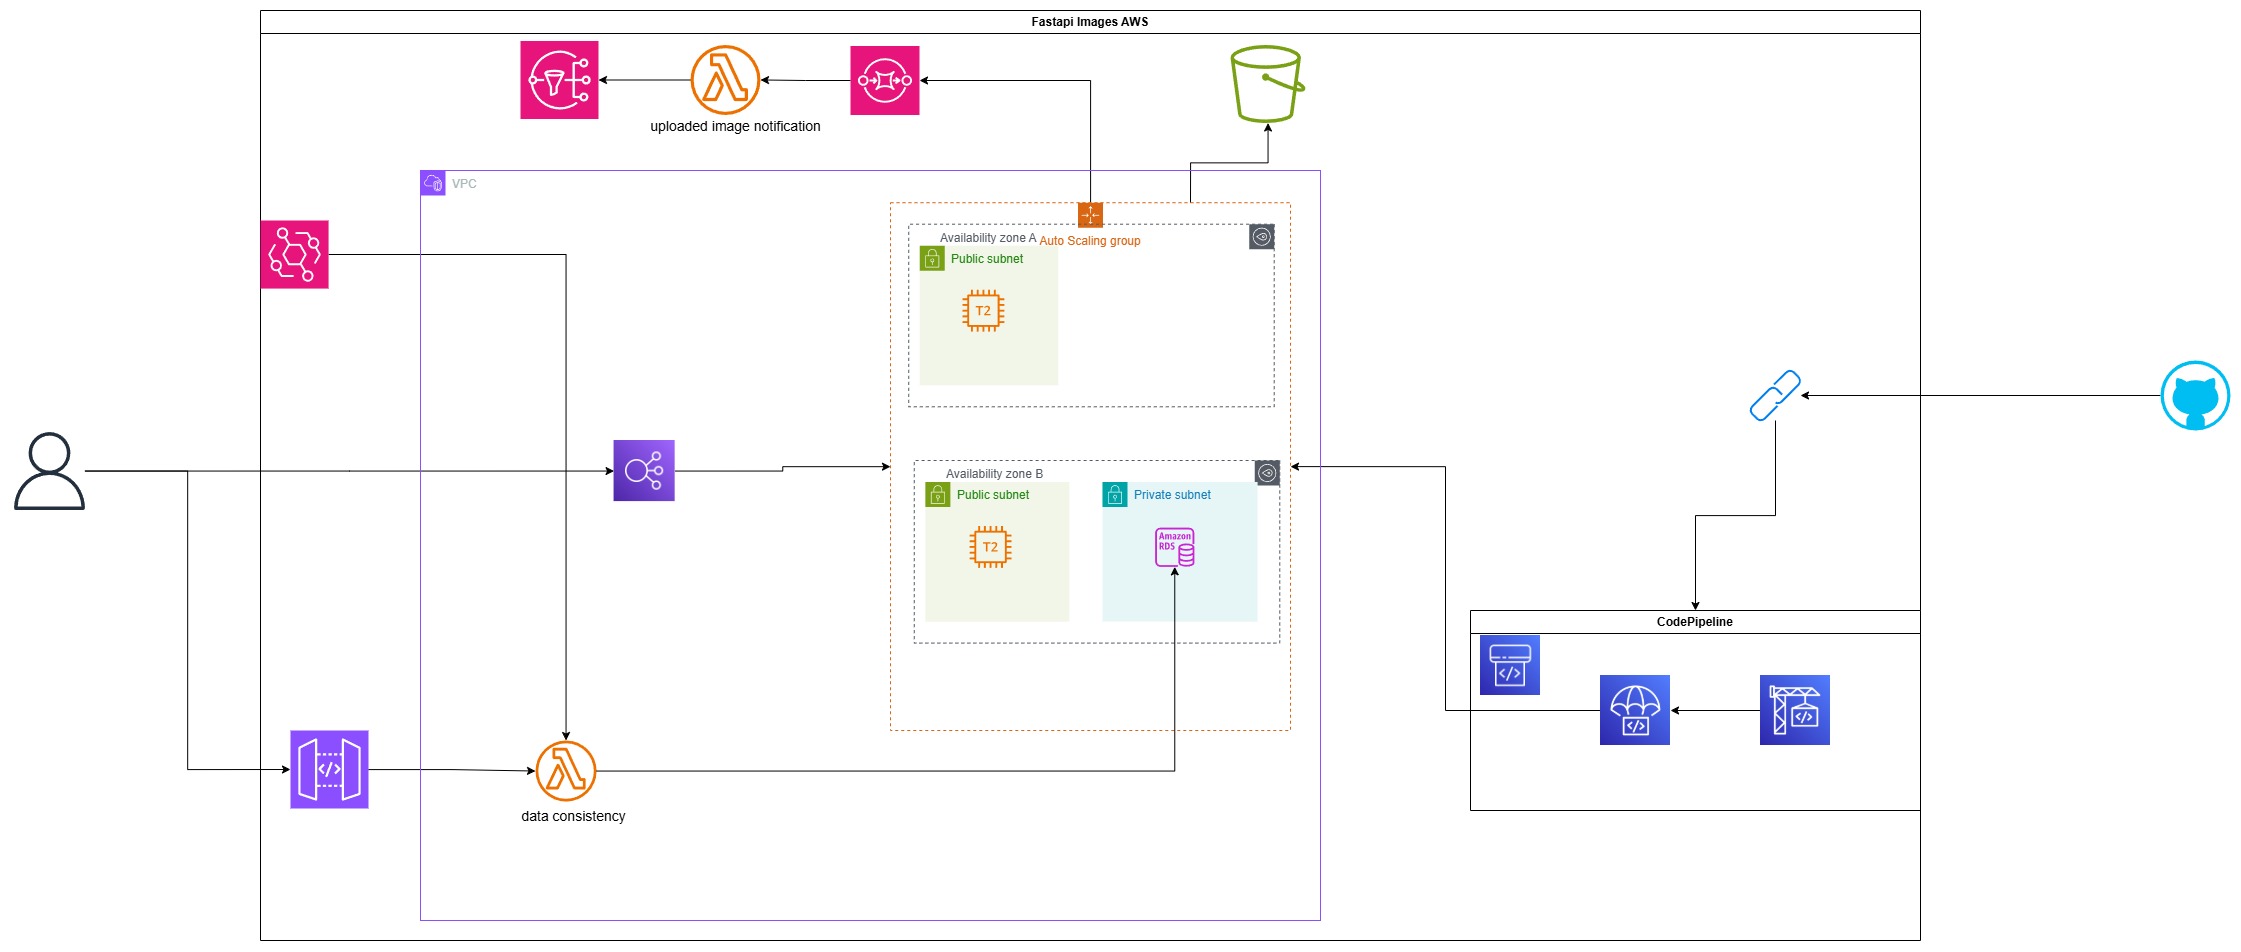 Fastapi Images AWS
uploaded image notification
VPC
Availability zone A
Auto Scaling group
Public subnet
T2
Availability zone B
Public subnet
Private subnet
T2
Amazon
RDS
CodePipeline
</>
</>
</>
</>
data consistency